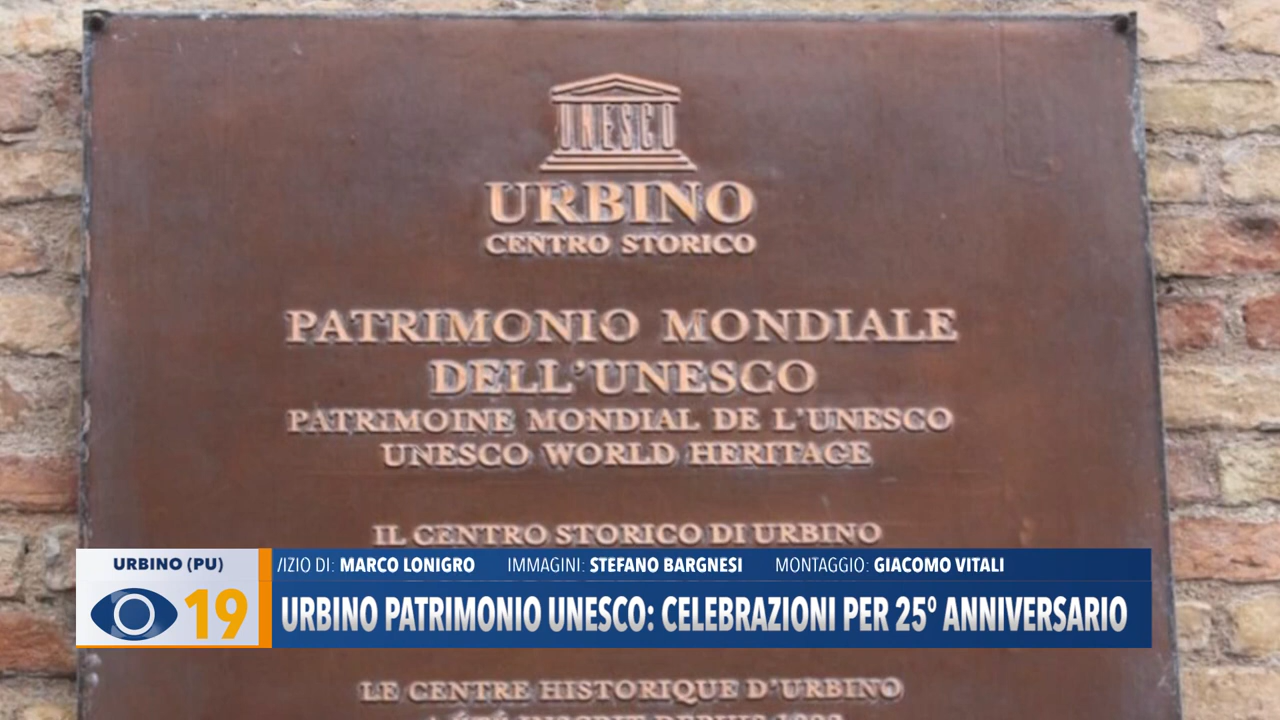 UNESCO
URBINO
CENTRO STORICO
PATRIMONIO MONDIALE
DELL'UNESCO
PATRIMOINE MONDIAL DE L'UNESCO
UNESCO WORLD HERITAGE
IL CENTRO STORICO DI URBINO
URBINO (PU)
19
/IZIO DI: MARCO LONIGRO IMMAGINI: STEFANO BARGNESI MONTAGGIO: GIACOMO VITALI
URBINO PATRIMONIO UNESCO: CELEBRAZIONI PER 25° ANNIVERSARIO
LE CENTRE HISTORIQUE D'URBINO